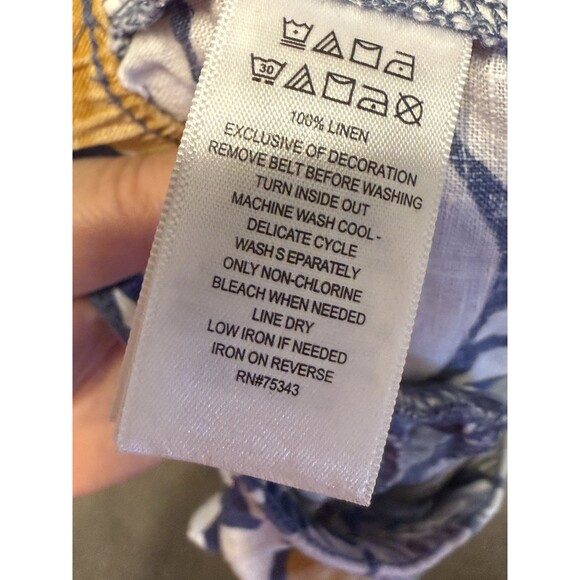 30
100% LINEN
EXCLUSIVE OF DECORATION
REMOVE BELT BEFORE WASHING
TURN INSIDE OUT
MACHINE WASH COOL -
DELICATE CYCLE
WASH S EPARATELY
ONLY NON-CHLORINE
BLEACH WHEN NEEDED
LINE DRY
LOW IRON IF NEEDED
IRON ON REVERSE
RN#75343